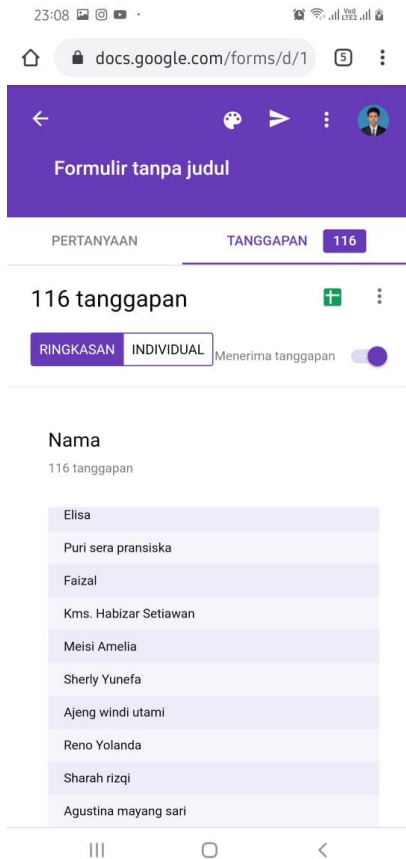 23:08
docs.google.com/forms/d/1
5
Formulir tanpa judul
PERTANYAAN TANGGAPAN 116
116 tanggapan
RINGKASAN INDIVIDUAL Menerima tanggapan
Nama
116 tanggapan
Elisa
Puri sera pransiska
Faizal
Kms. Habizar Setiawan
Meisi Amelia
Sherly Yunefa
Ajeng windi utami
Reno Yolanda
Sharah rizqi
Agustina mayang sari